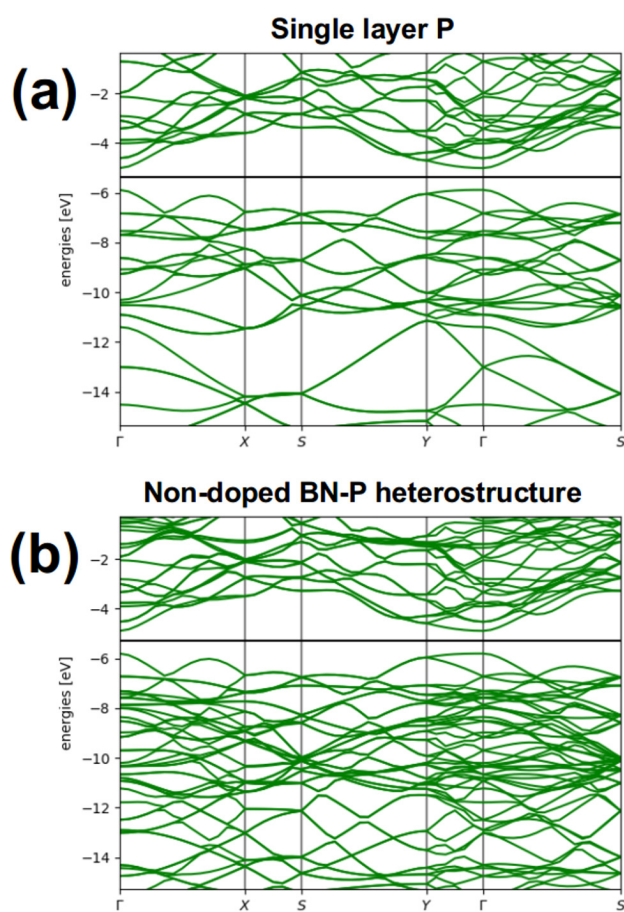 Single layer P
(a)
−2
−4
−6
−8
−10
−12
−14
energies [eV]
Γ X S Y Γ S
Non-doped BN-P heterostructure
(b)
−2
−4
−6
−8
−10
−12
−14
energies [eV]
Γ X S Y Γ S